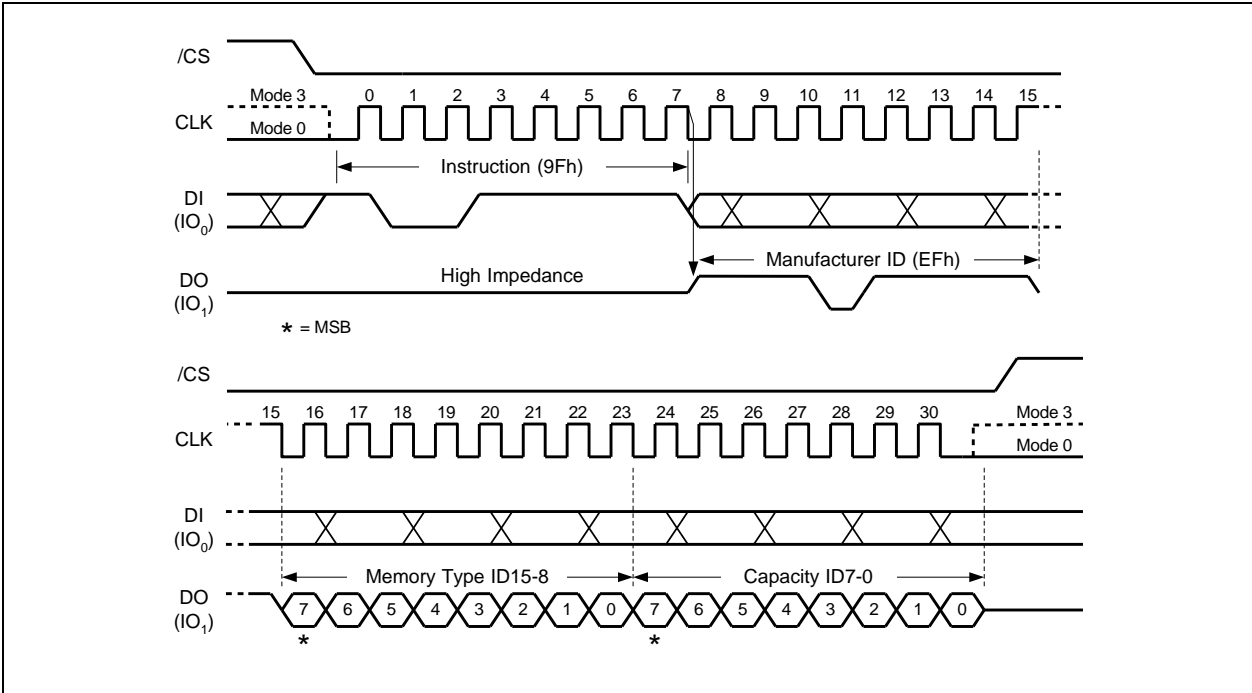 /CS
Mode 3 0 1 2 3 4 5 6 7 8 9 10 11 12 13 14 15
CLK
Mode 0
Instruction (9Fh)
DI
(IO0)
Manufacturer ID (EFh)
High Impedance
DO
(IO1)
* = MSB
/CS
15 16 17 18 19 20 21 22 23 24 25 26 27 28 29 30 Mode 3
CLK
Mode 0
DI
(IO0)
Memory Type ID15-8 Capacity ID7-0
DO
7 6 5 4 3 2 1 0 7 6 5 4 3 2 1 0
(IO1)
* *